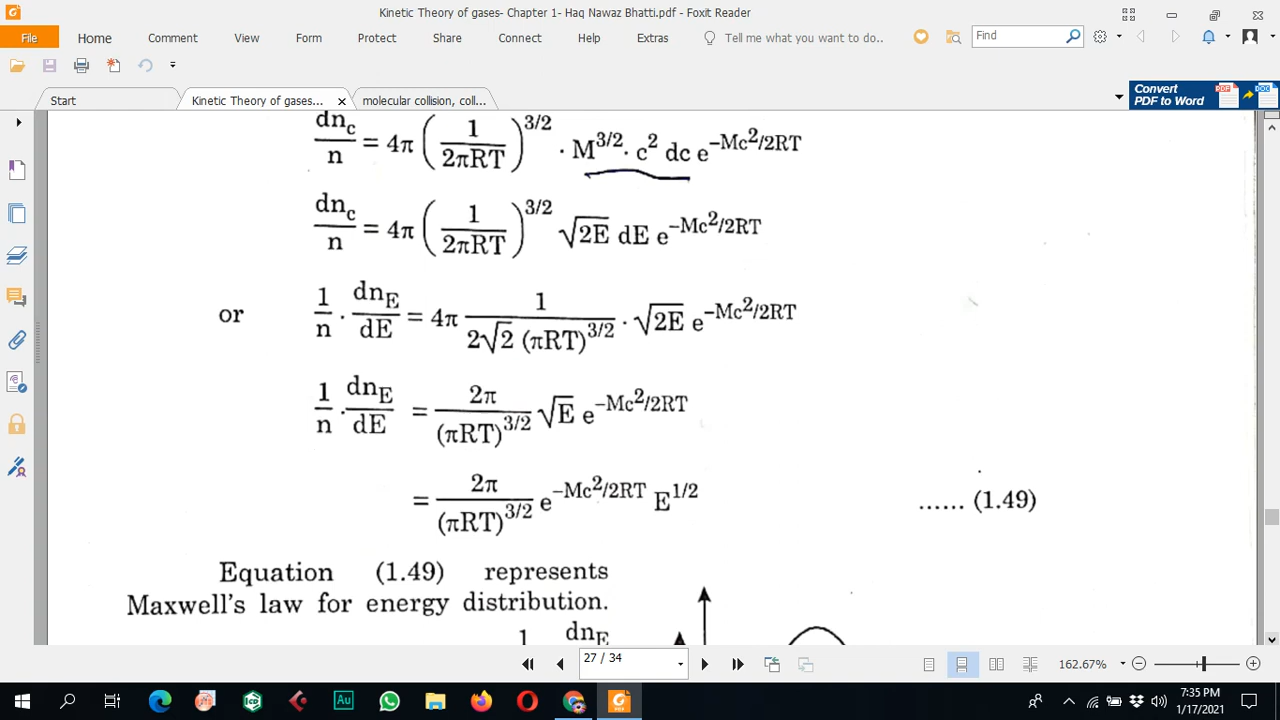 Kinetic Theory of gases- Chapter 1- Haq Nawaz Bhatti.pdf - Foxit Reader
File Home Comment View Form Protect Share Connect Help Extras Tell me what you want to do.. Find
Start Kinetic Theory of gases... x molecular collision, coll... Convert PDF to Word
dn_c/n = 4π (1/2πRT)^3/2 · M^3/2 · c^2 dc e^–Mc^2/2RT
dn_c/n = 4π (1/2πRT)^3/2 √2E dE e^–Mc^2/2RT
or 1/n · dn_E/dE = 4π 1/2√2 (πRT)^3/2 · √2E e^–Mc^2/2RT
1/n · dn_E/dE = 2π/(πRT)^3/2 √E e^–Mc^2/2RT
= 2π/(πRT)^3/2 e^–Mc^2/2RT E^1/2 ...... (1.49)
Equation (1.49) represents
Maxwell's law for energy distribution.
1 dn_E
27 / 34 162.67%
Au
7:35 PM
1/17/2021